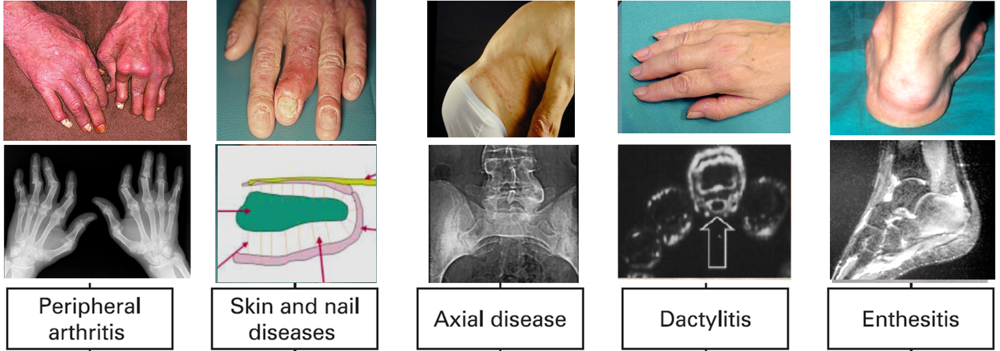 Peripheral
arthritis
Skin and nail
diseases
Axial disease
Dactylitis
Enthesitis